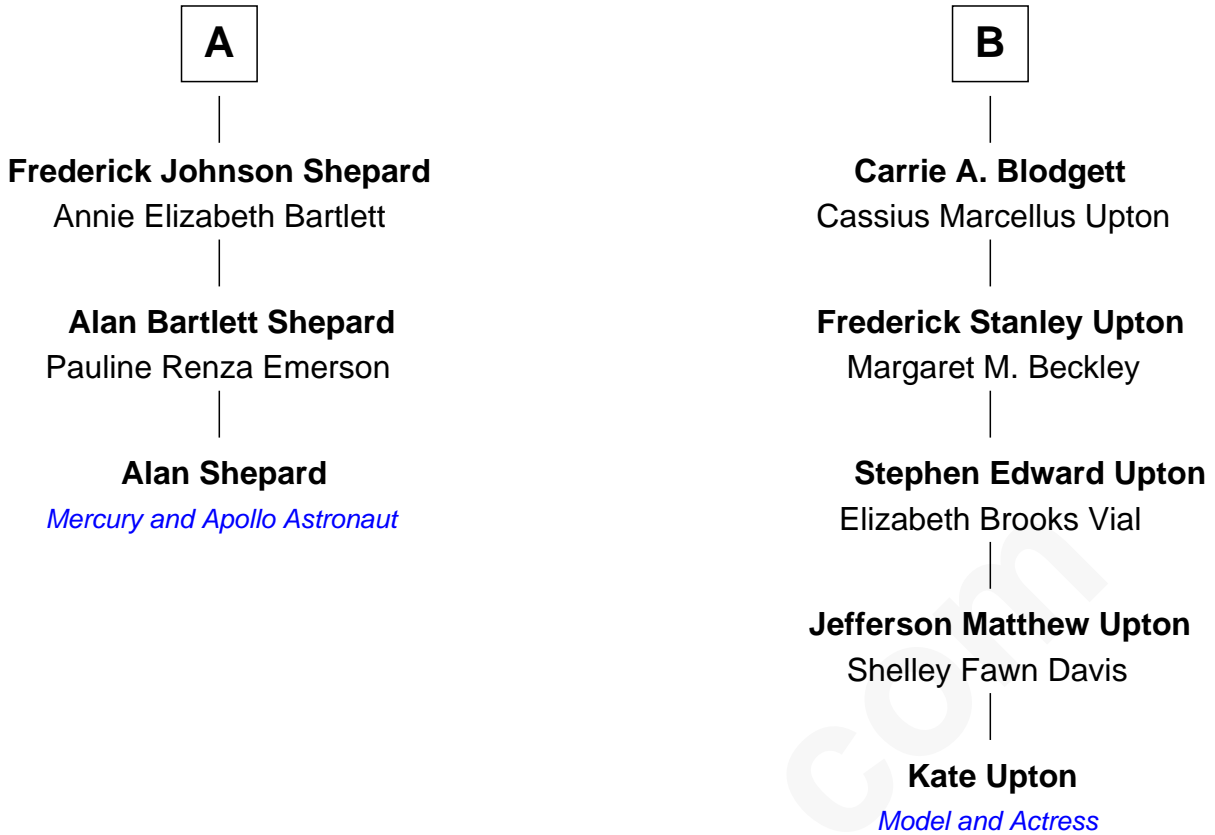 A
Frederick Johnson Shepard
Annie Elizabeth Bartlett
Alan Bartlett Shepard
Pauline Renza Emerson
Alan Shepard
Mercury and Apollo Astronaut
B
Carrie A. Blodgett
Cassius Marcellus Upton
Frederick Stanley Upton
Margaret M. Beckley
Stephen Edward Upton
Elizabeth Brooks Vial
Jefferson Matthew Upton
Shelley Fawn Davis
Kate Upton
Model and Actress
com